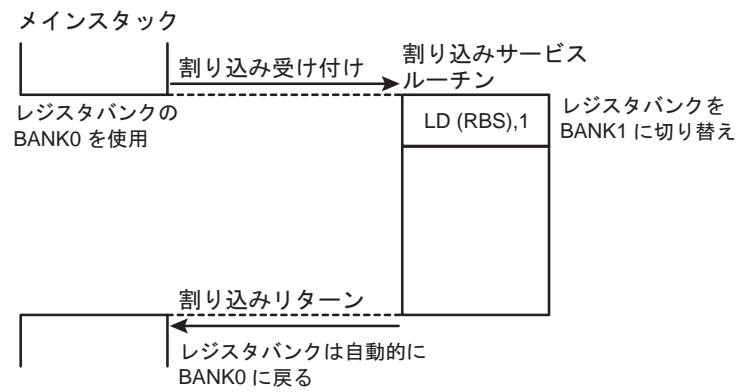 メインスタック
割り込み受け付け
割り込みサービス
ルーチン
レジスタバンクの
BANK0 を使用
LD (RBS),1
レジスタバンクを
BANK1 に切り替え
割り込みリターン
レジスタバンクは自動的に
BANK0 に戻る